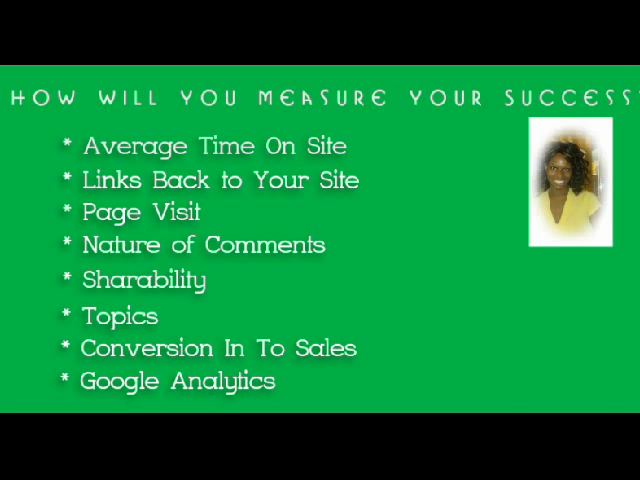 HOW WILL YOU MEASURE YOUR SUCCESS?
* Average Time On Site
* Links Back to Your Site
* Page Visit
* Nature of Comments
* Sharability
* Topics
* Conversion In To Sales
* Google Analytics